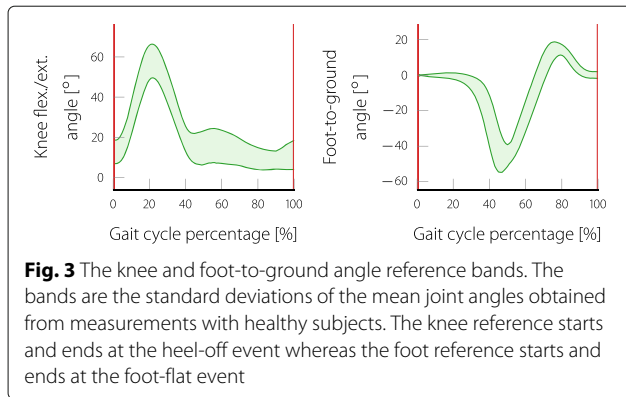 Knee flex./ext.
angle [°]
60
40
20
0
0 20 40 60 80 100
Gait cycle percentage [%]
Foot-to-ground
angle [°]
20
0
−20
−40
−60
0 20 40 60 80 100
Gait cycle percentage [%]
Fig. 3 The knee and foot-to-ground angle reference bands. The
bands are the standard deviations of the mean joint angles obtained
from measurements with healthy subjects. The knee reference starts
and ends at the heel-off event whereas the foot reference starts and
ends at the foot-flat event